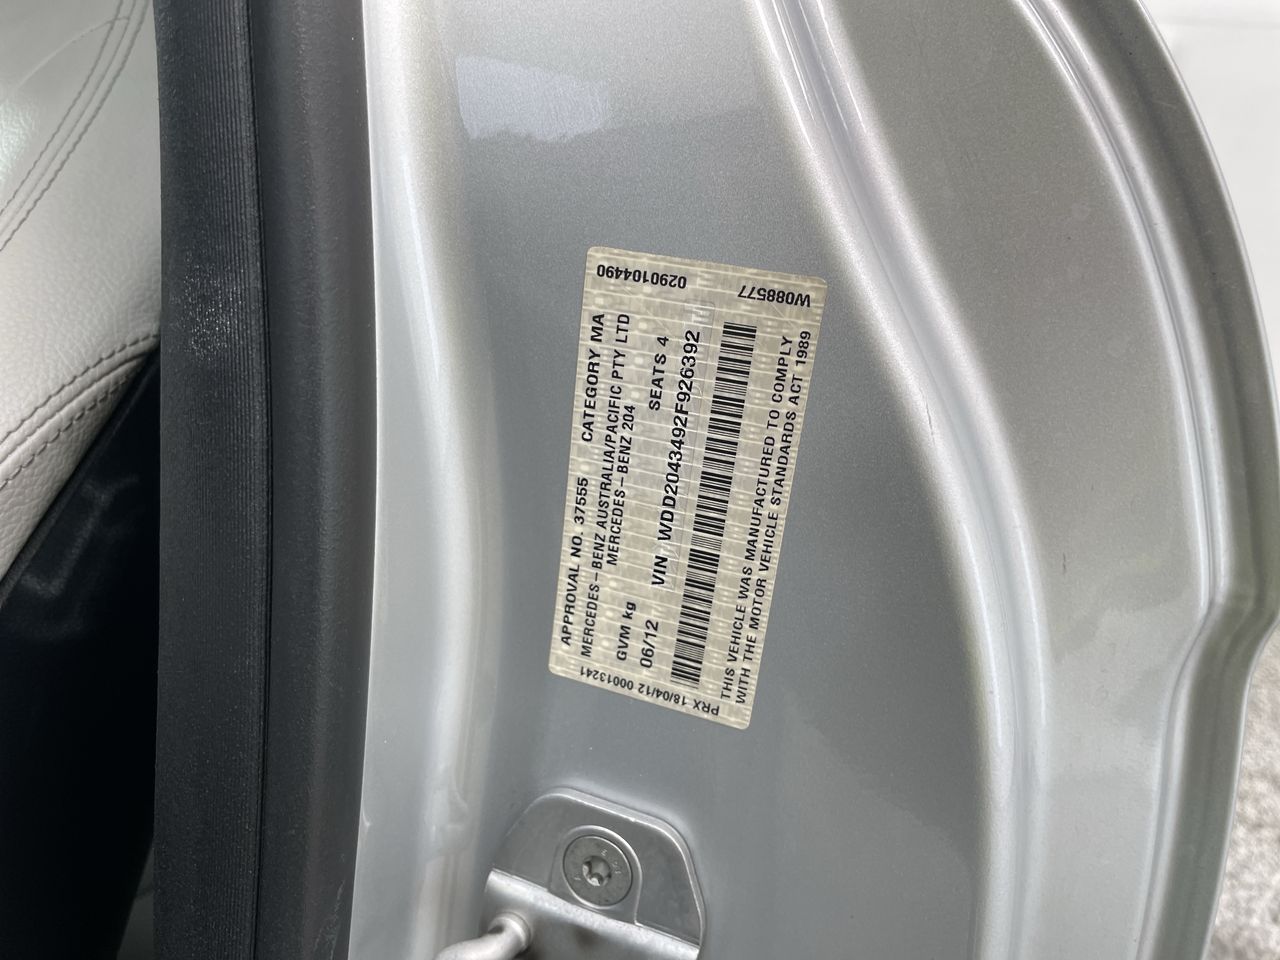 APPROVAL NO. 37555 CATEGORY MA
MERCEDES-BENZ AUSTRALIA/PACIFIC PTY LTD
MERCEDES-BENZ 204
GVM kg SEATS 4
06/12 VIN WDD2043492F926392
THIS VEHICLE WAS MANUFACTURED TO COMPLY
WITH THE MOTOR VEHICLE STANDARDS ACT 1989
PRX 18/04/12 00013241
0290104490 W088577